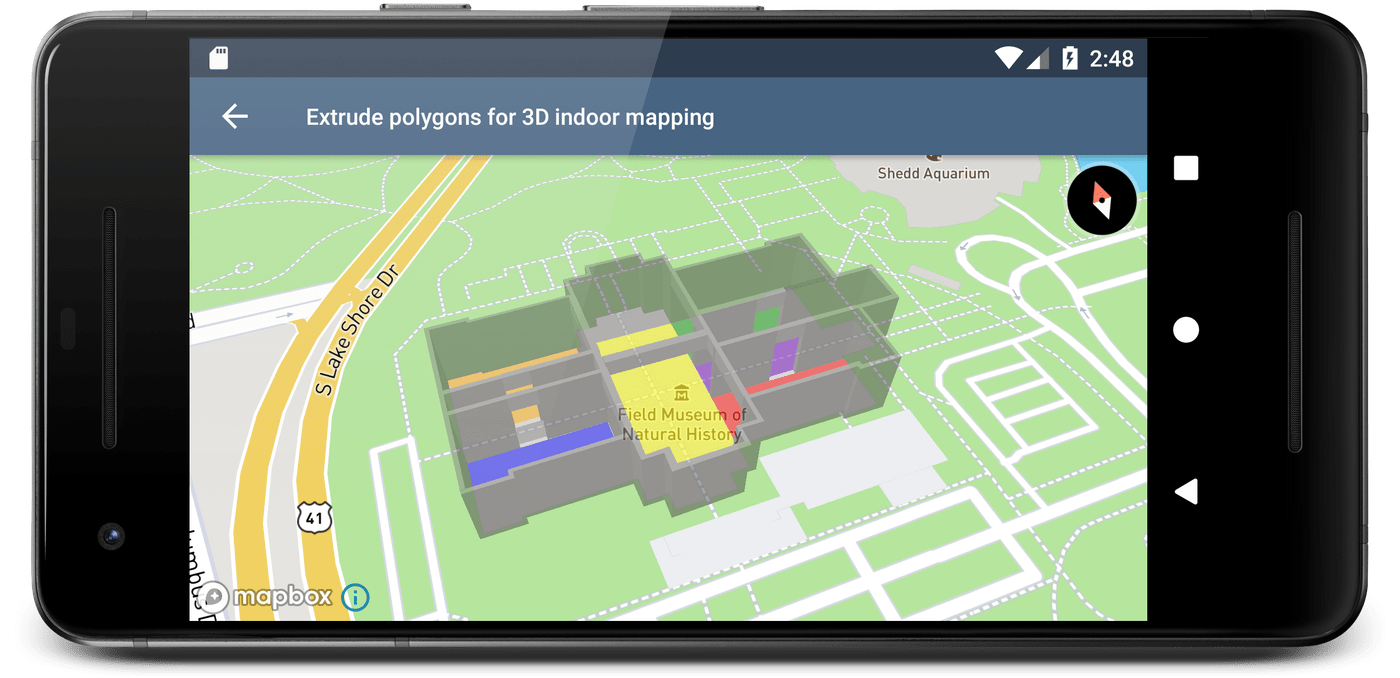 2:48
Extrude polygons for 3D indoor mapping
Shedd Aquarium
S Lake Shore Dr
Field Museum of
Natural History
41
mapbox